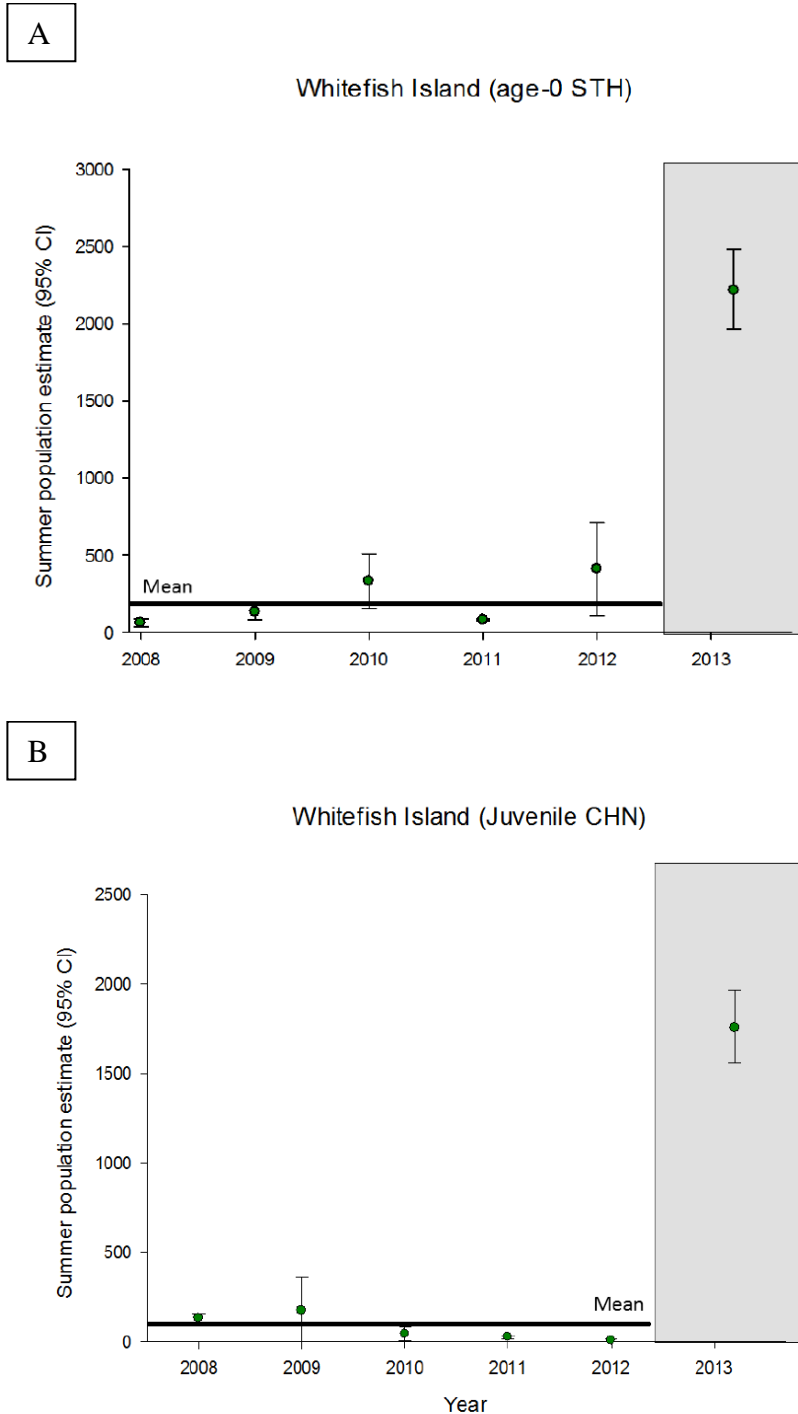 A
Whitefish Island (age-0 STH)
Summer population estimate (95% CI)
3000
2500
2000
1500
1000
500
0
Mean
2008 2009 2010 2011 2012 2013
B
Whitefish Island (Juvenile CHN)
Summer population estimate (95% CI)
2500
2000
1500
1000
500
0
Mean
2008 2009 2010 2011 2012 2013
Year